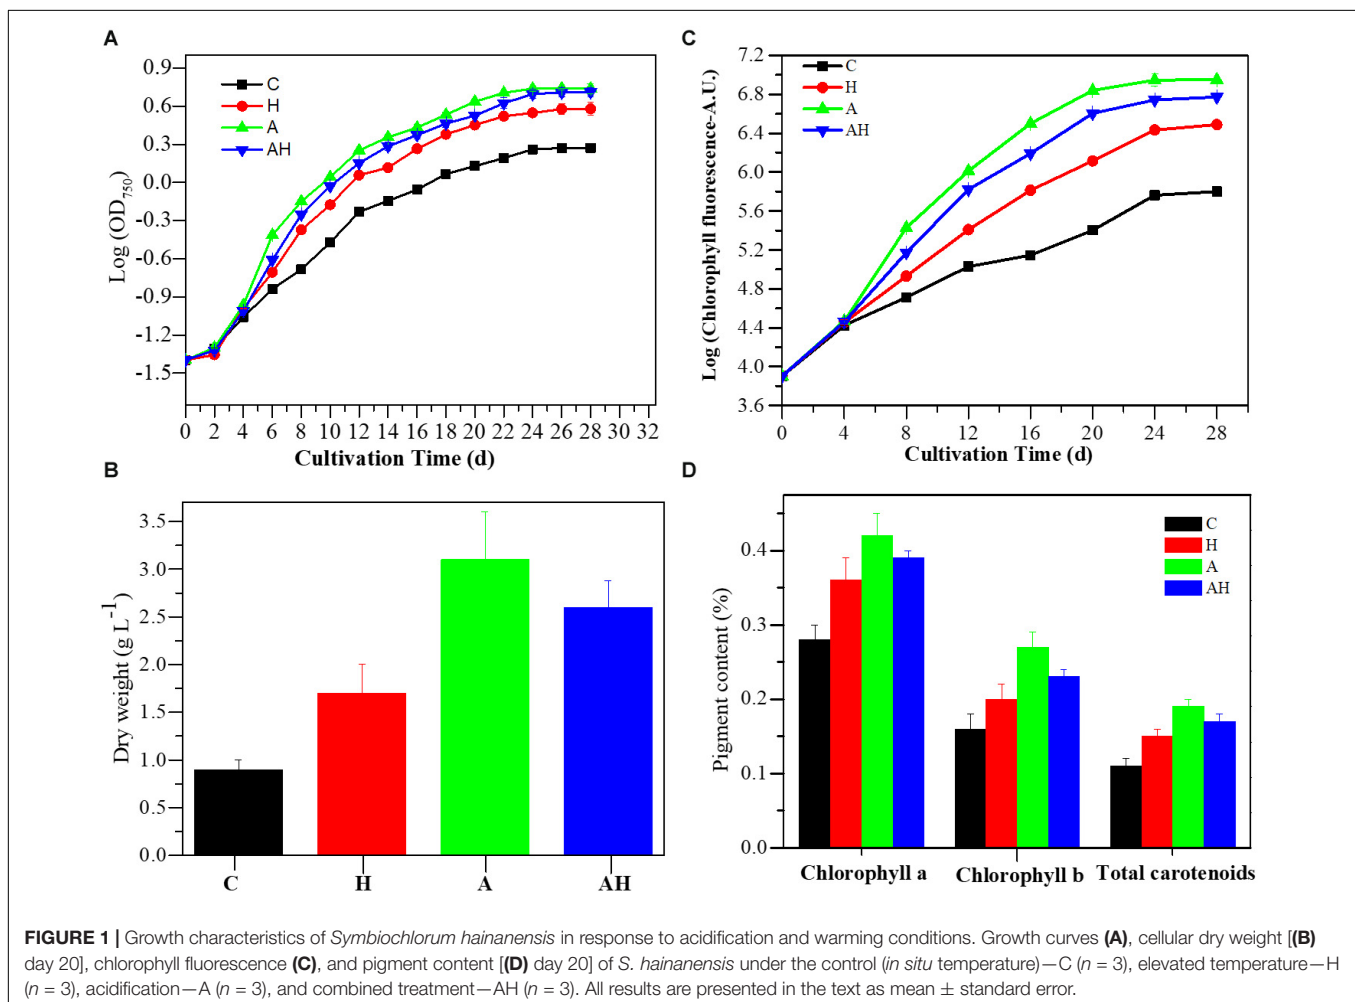 A
0.9
0.6
0.3
0.0
-0.3
-0.6
-0.9
-1.2
-1.5
Log (OD750)
C
H
A
AH
0 2 4 6 8 10 12 14 16 18 20 22 24 26 28 30 32
Cultivation Time (d)
C
7.2
6.8
6.4
6.0
5.6
5.2
4.8
4.4
4.0
3.6
Log (Chlorophyll fluorescence-A.U.)
C
H
A
AH
0 4 8 12 16 20 24 28
Cultivation Time (d)
B
3.5
3.0
2.5
2.0
1.5
1.0
0.5
0.0
Dry weight (g L-1)
C H A AH
D
0.4
0.3
0.2
0.1
0.0
Pigment content (%)
C
H
A
AH
Chlorophyll a Chlorophyll b Total carotenoids
FIGURE 1 | Growth characteristics of Symbiochlorum hainanensis in response to acidification and warming conditions. Growth curves (A), cellular dry weight [(B)
day 20], chlorophyll fluorescence (C), and pigment content [(D) day 20] of S. hainanensis under the control (in situ temperature)—C (n = 3), elevated temperature—H
(n = 3), acidification—A (n = 3), and combined treatment—AH (n = 3). All results are presented in the text as mean ± standard error.